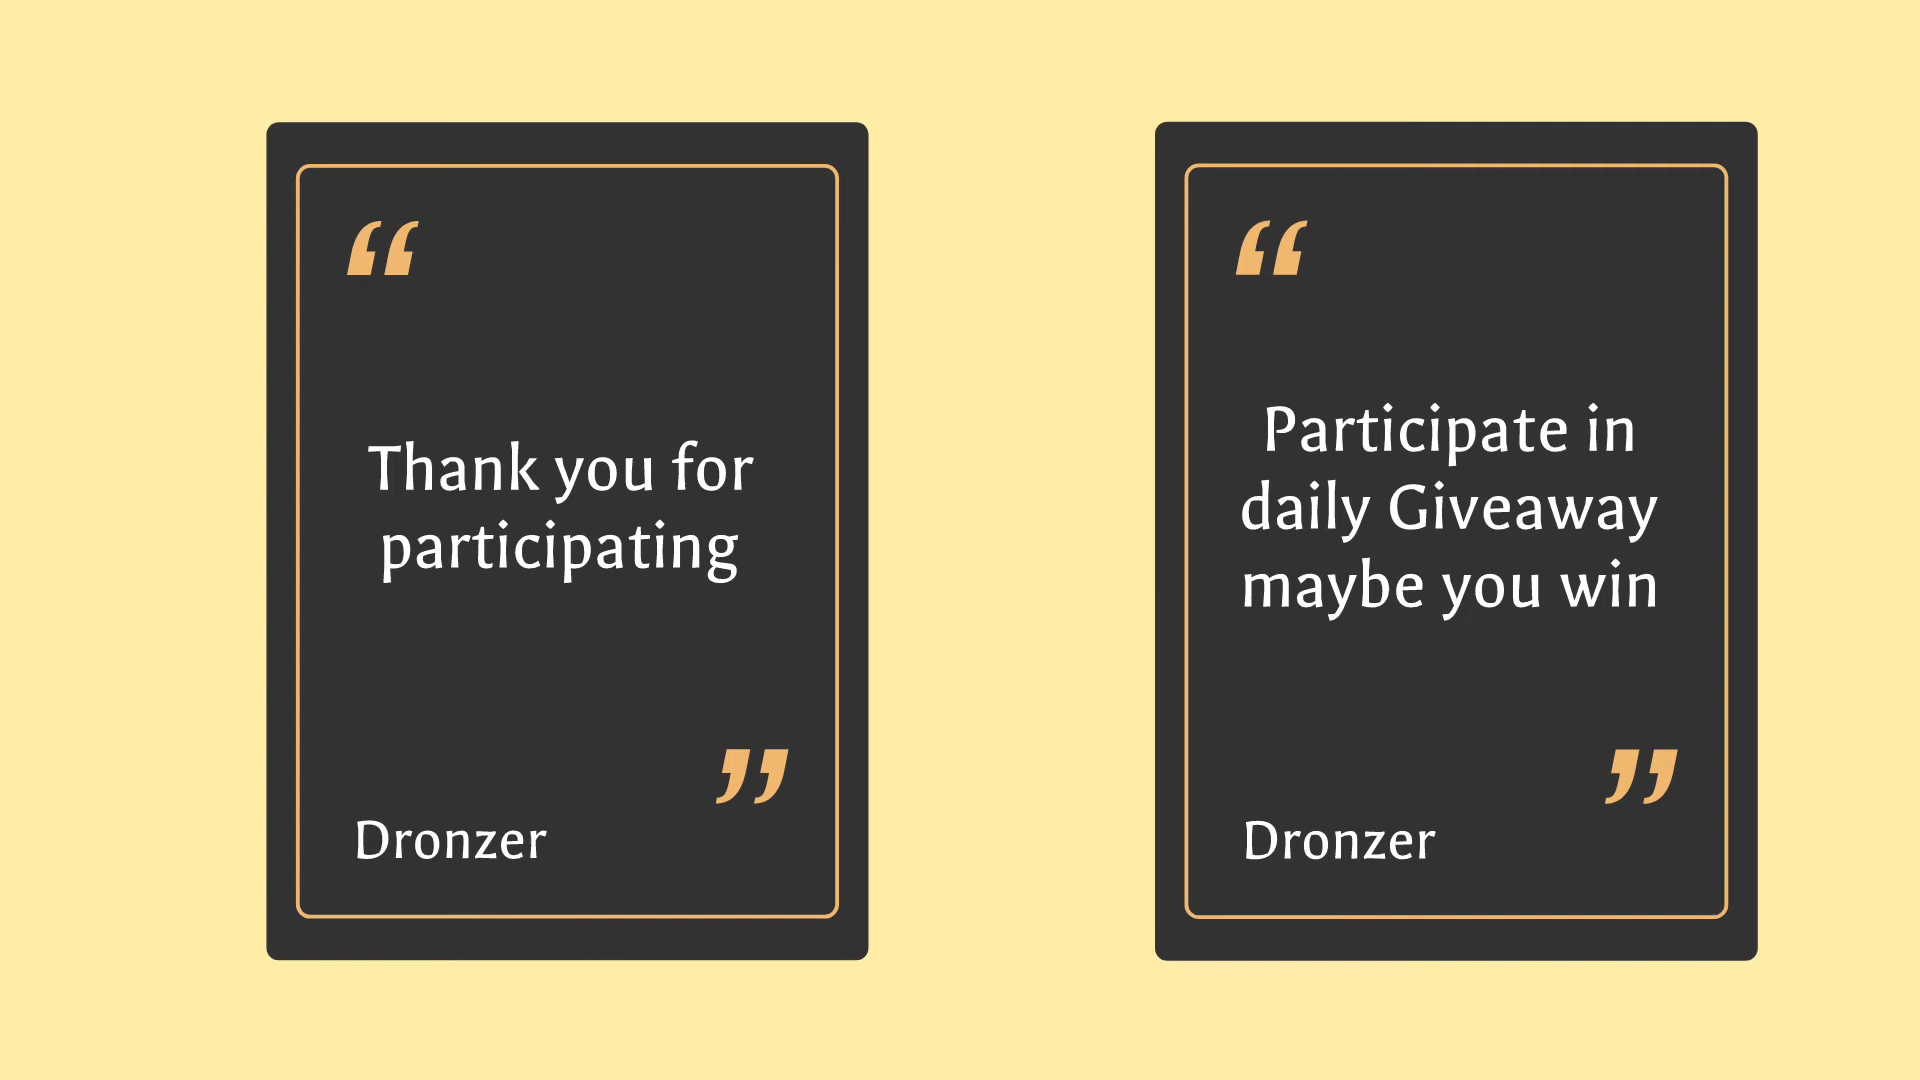 “
Thank you for
participating
”
Dronzer
“
Participate in
daily Giveaway
maybe you win
”
Dronzer